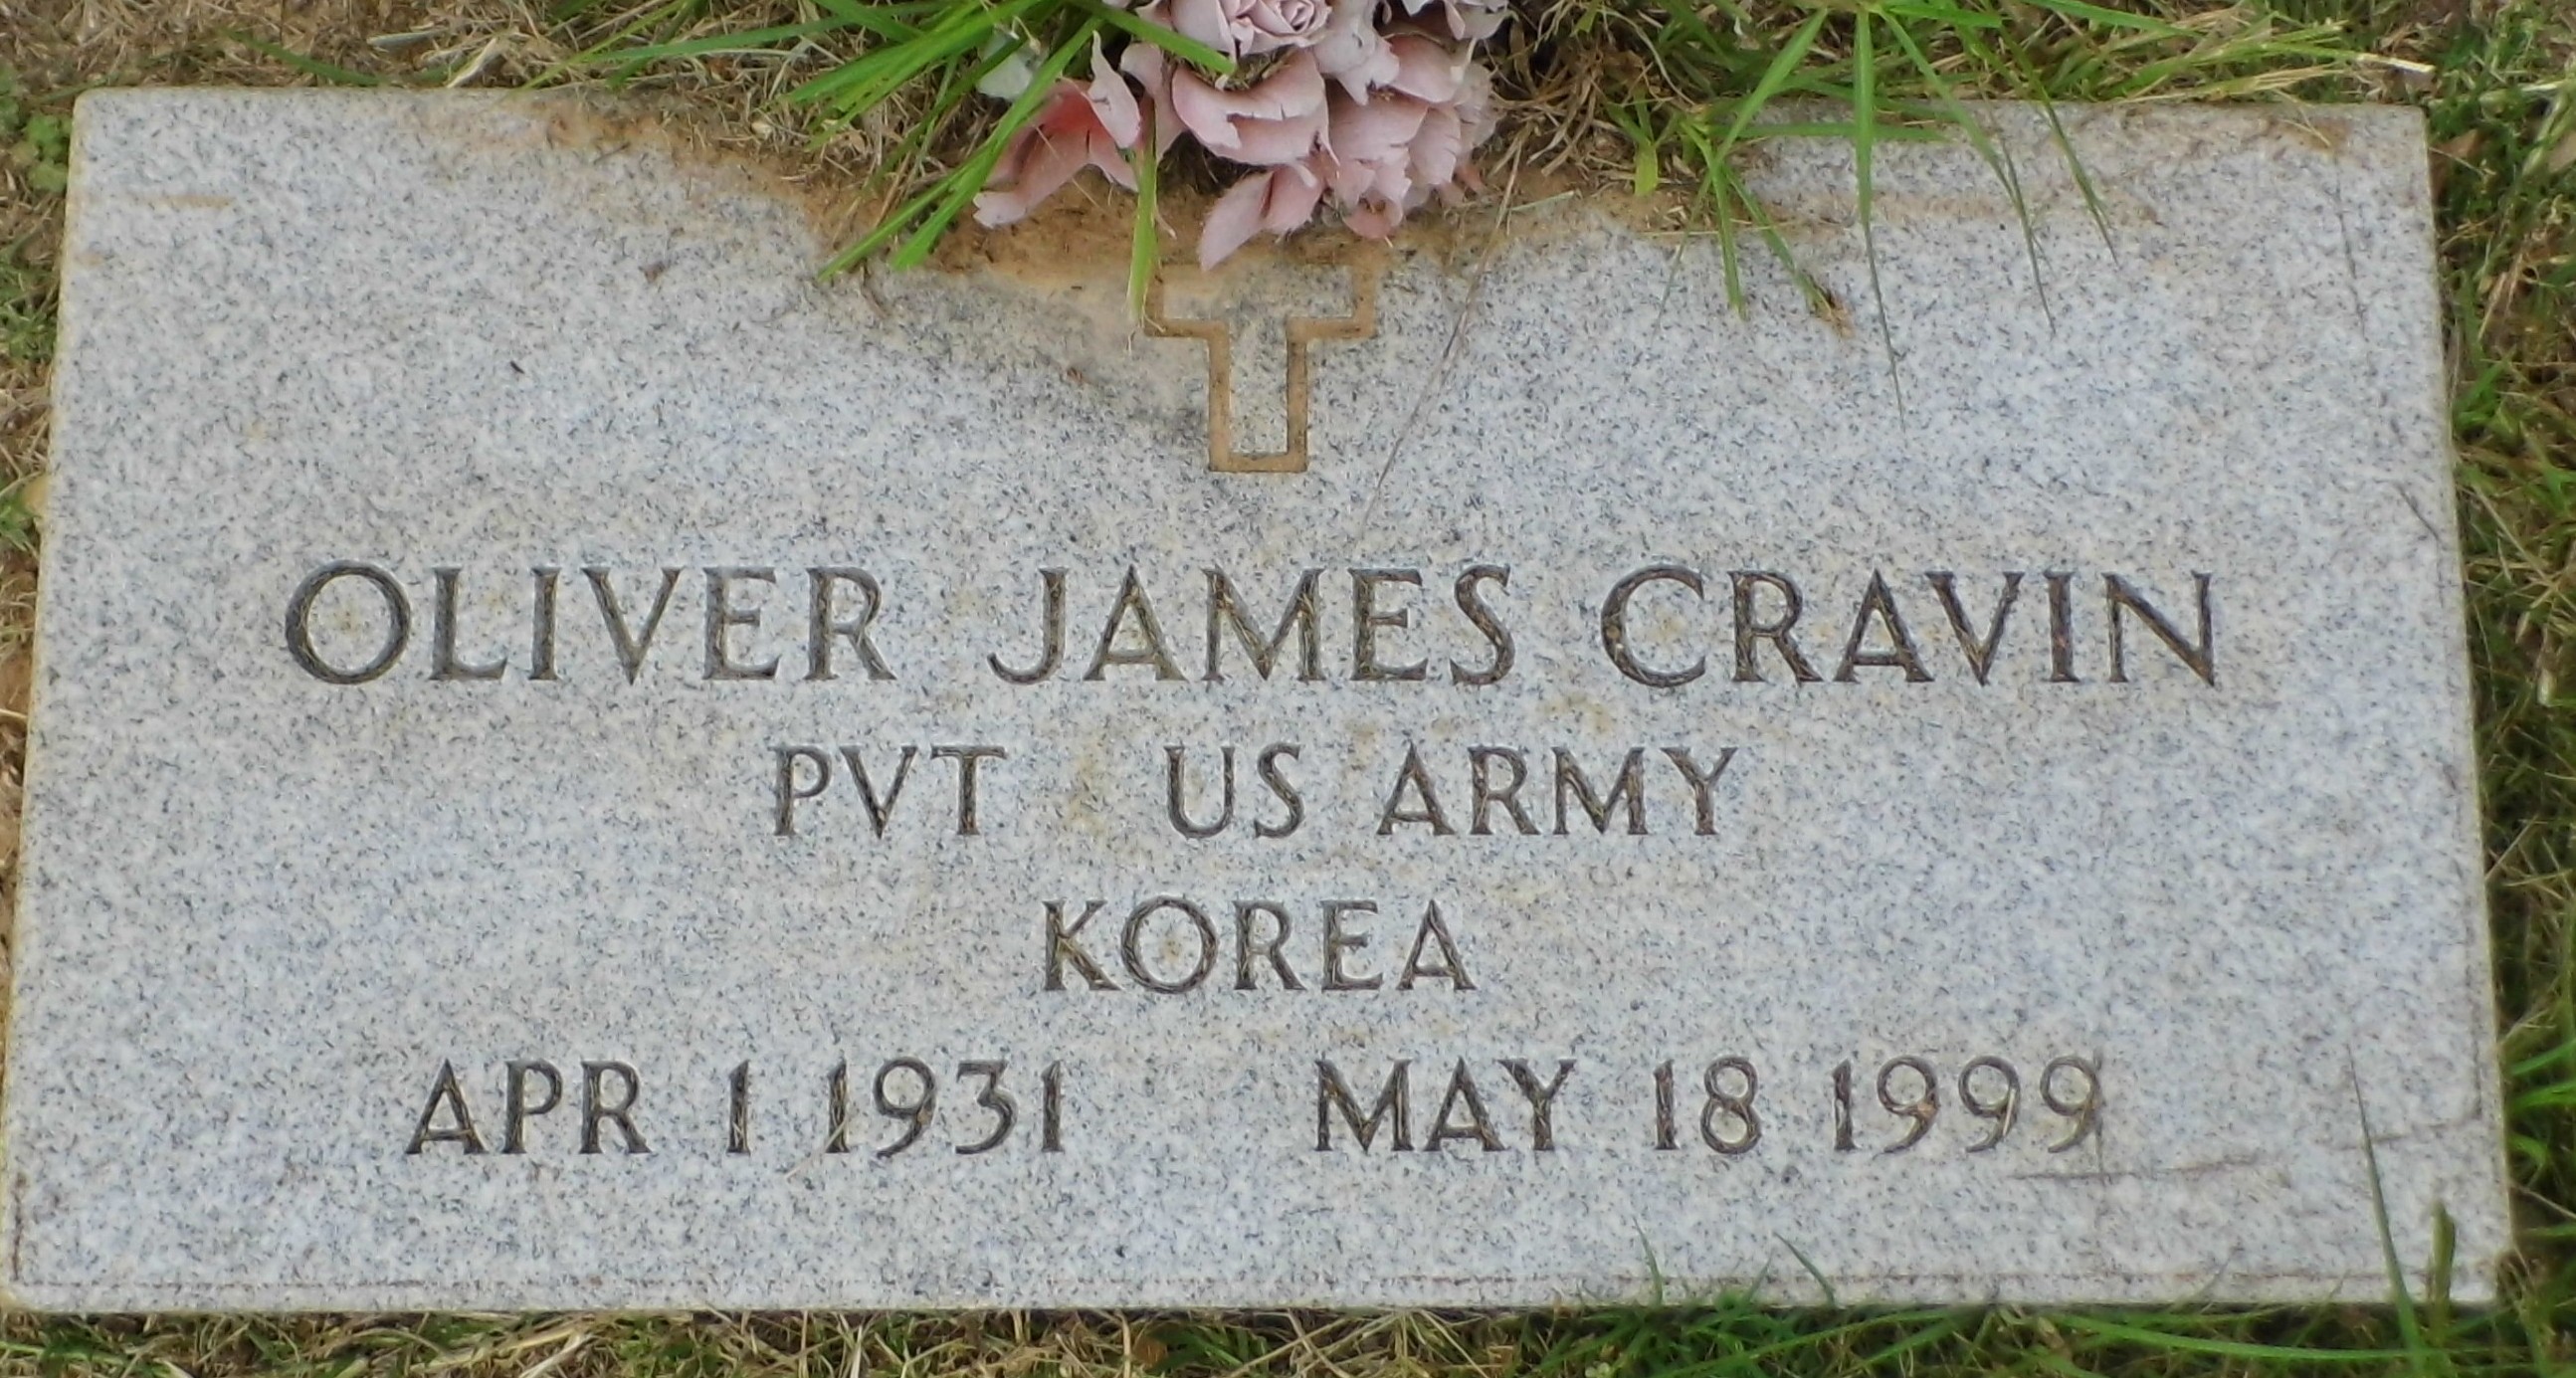 OLIVER JAMES CRAVIN
PVT US ARMY
KOREA
APR 1 1931 MAY 18 1999